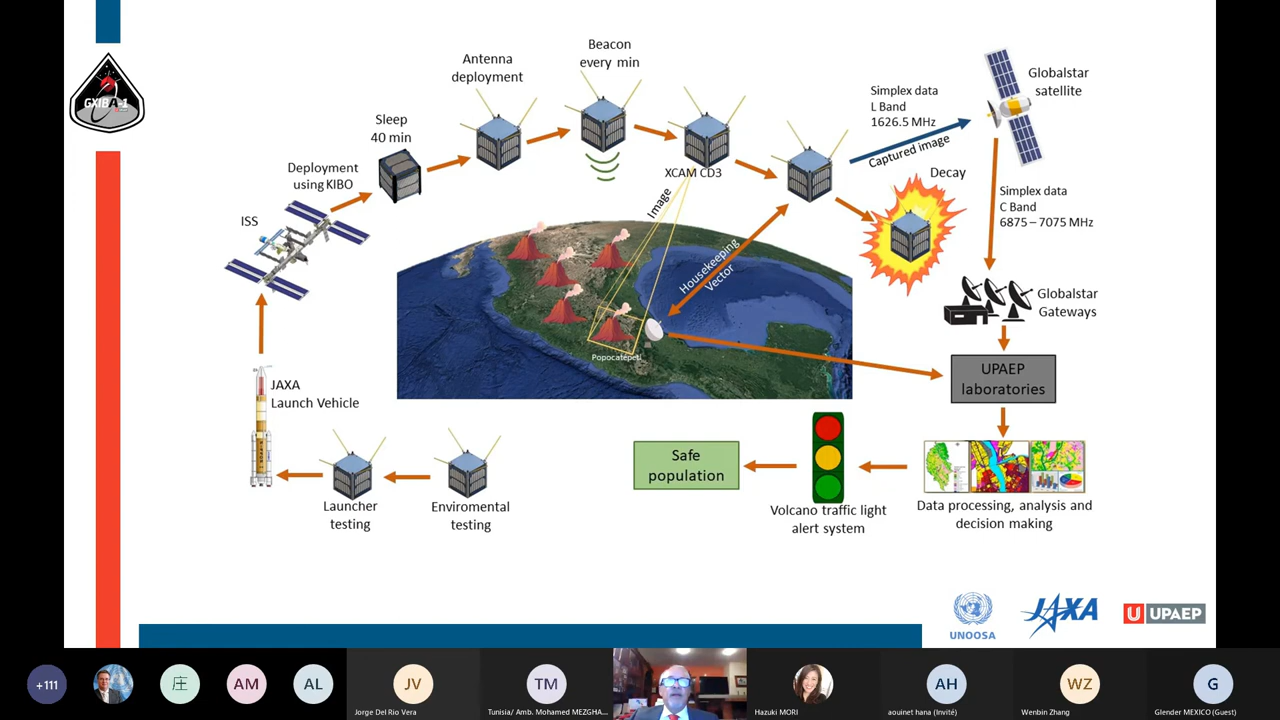 GXIBA-1
Antenna
deployment
Beacon
every min
Simplex data
L Band
1626.5 MHz
Globalstar
satellite
Sleep
40 min
Captured image
Deployment
using KIBO
XCAM CD3
Decay
Simplex data
C Band
6875 – 7075 MHz
ISS
Image
Housekeeping
Vector
Globalstar
Gateways
Popocatépetl
JAXA
Launch Vehicle
UPAEP
laboratories
Safe
population
Launcher
testing
Enviromental
testing
Volcano traffic light
alert system
Data processing, analysis and
decision making
UNOOSA
JAXA
U UPAEP
+111
庄
AM
AL
JV
Jorge Del Rio Vera
TM
Tunisia/ Amb. Mohamed MEZGHA...
Hazuki MORI
AH
aouinet hana (Invité)
WZ
Wenbin Zhang
G
Glender MEXICO (Guest)